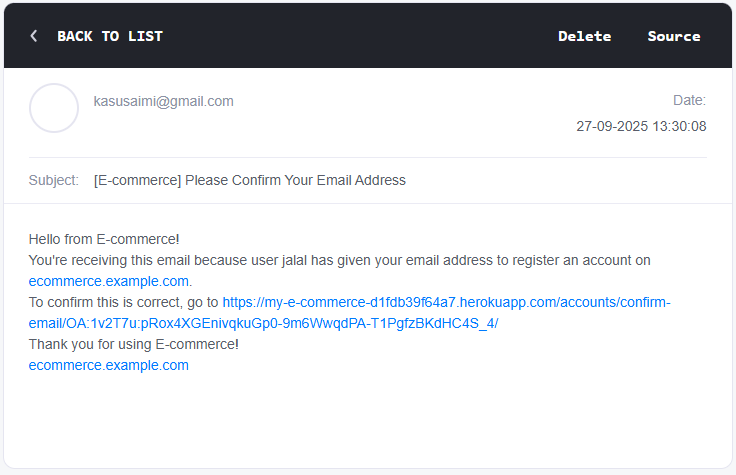 BACK TO LIST Delete Source
kasusaimi@gmail.com Date:
27-09-2025 13:30:08
Subject: [E-commerce] Please Confirm Your Email Address
Hello from E-commerce!
You're receiving this email because user jalal has given your email address to register an account on
ecommerce.example.com.
To confirm this is correct, go to https://my-e-commerce-d1fdb39f64a7.herokuapp.com/accounts/confirm-
email/OA:1v2T7u:pRox4XGEnivqkuGp0-9m6WwqdPA-T1PgfzBKdHC4S_4/
Thank you for using E-commerce!
ecommerce.example.com